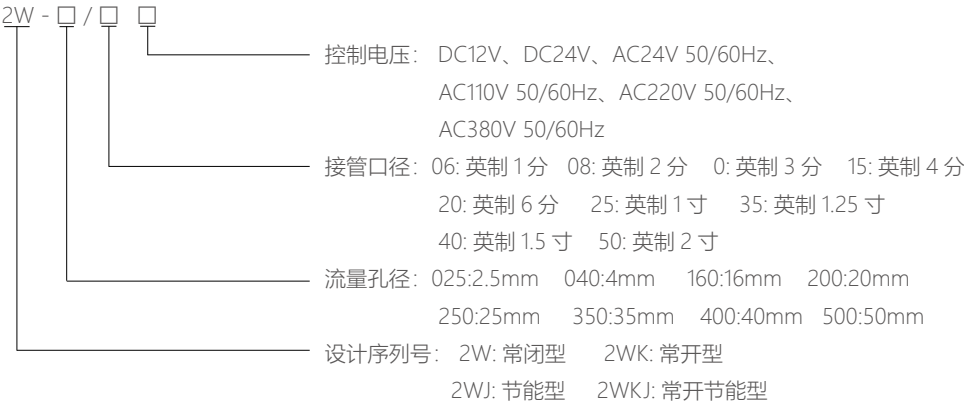 2W - □ / □ □
控制电压： DC12V、DC24V、AC24V 50/60Hz、
AC110V 50/60Hz、AC220V 50/60Hz、
AC380V 50/60Hz
接管口径：06: 英制 1 分 08: 英制 2 分 0: 英制 3 分 15: 英制 4 分
20: 英制 6 分 25: 英制 1 寸 35: 英制 1.25 寸
40: 英制 1.5 寸 50: 英制 2 寸
流量孔径：025:2.5mm 040:4mm 160:16mm 200:20mm
250:25mm 350:35mm 400:40mm 500:50mm
设计序列号： 2W: 常闭型 2WK: 常开型
2WJ: 节能型 2WKJ: 常开节能型